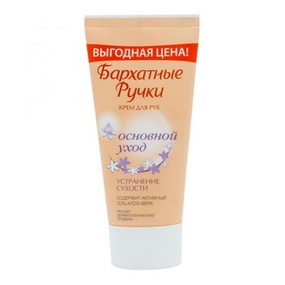 ВЫГОДНАЯ ЦЕНА!
Бархатные
Ручки
КРЕМ ДЛЯ РУК
ОСНОВНОЙ
УХОД
УСТРАНЕНИЕ
СУХОСТИ
СОДЕРЖИТ АКТИВНЫЙ
ГЕЛЬ АЛОЭ-ВЕРА